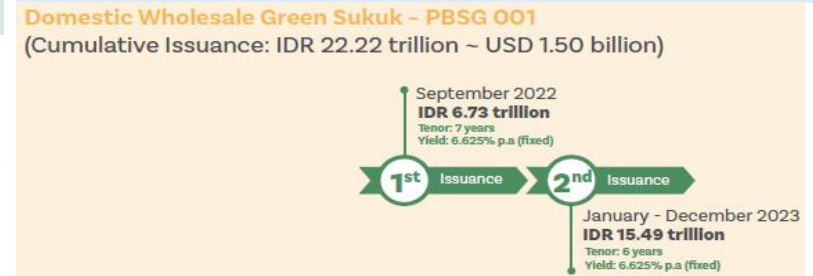 Domestic Wholesale Green Sukuk - PBSG 001
(Cumulative Issuance: IDR 22.22 trillion ~ USD 1.50 billion)
September 2022
IDR 6.73 trillion
Tenor: 7 years
Yield: 6.625% p.a (fixed)
1st Issuance
2nd Issuance
January - December 2023
IDR 15.49 trillion
Tenor: 6 years
Yield: 6.625% p.a (fixed)